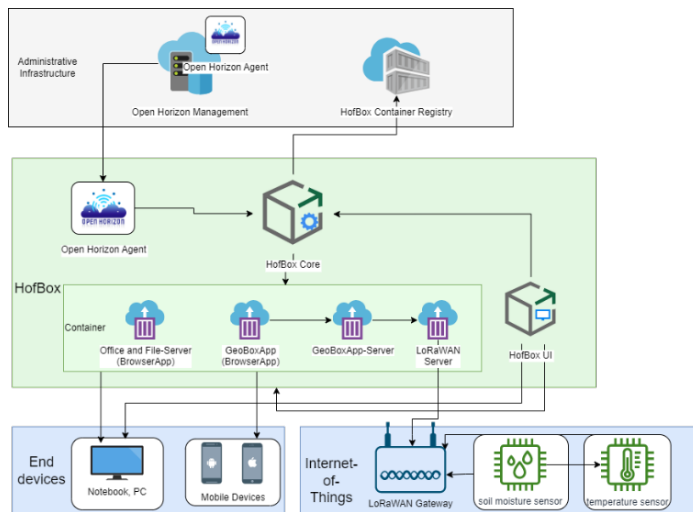 Administrative
Infrastructure
Open Horizon Agent
Open Horizon Management
HofBox Container Registry
OPEN HORIZON
Open Horizon Agent
HofBox Core
HofBox
Container
Office and File-Server
(BrowserApp)
GeoBoxApp
(BrowserApp)
GeoBoxApp-Server
LoRaWAN
Server
HofBox UI
End
devices
Notebook, PC
Mobile Devices
Internet-
of-
Things
LoRaWAN Gateway
soil moisture sensor
temperature sensor